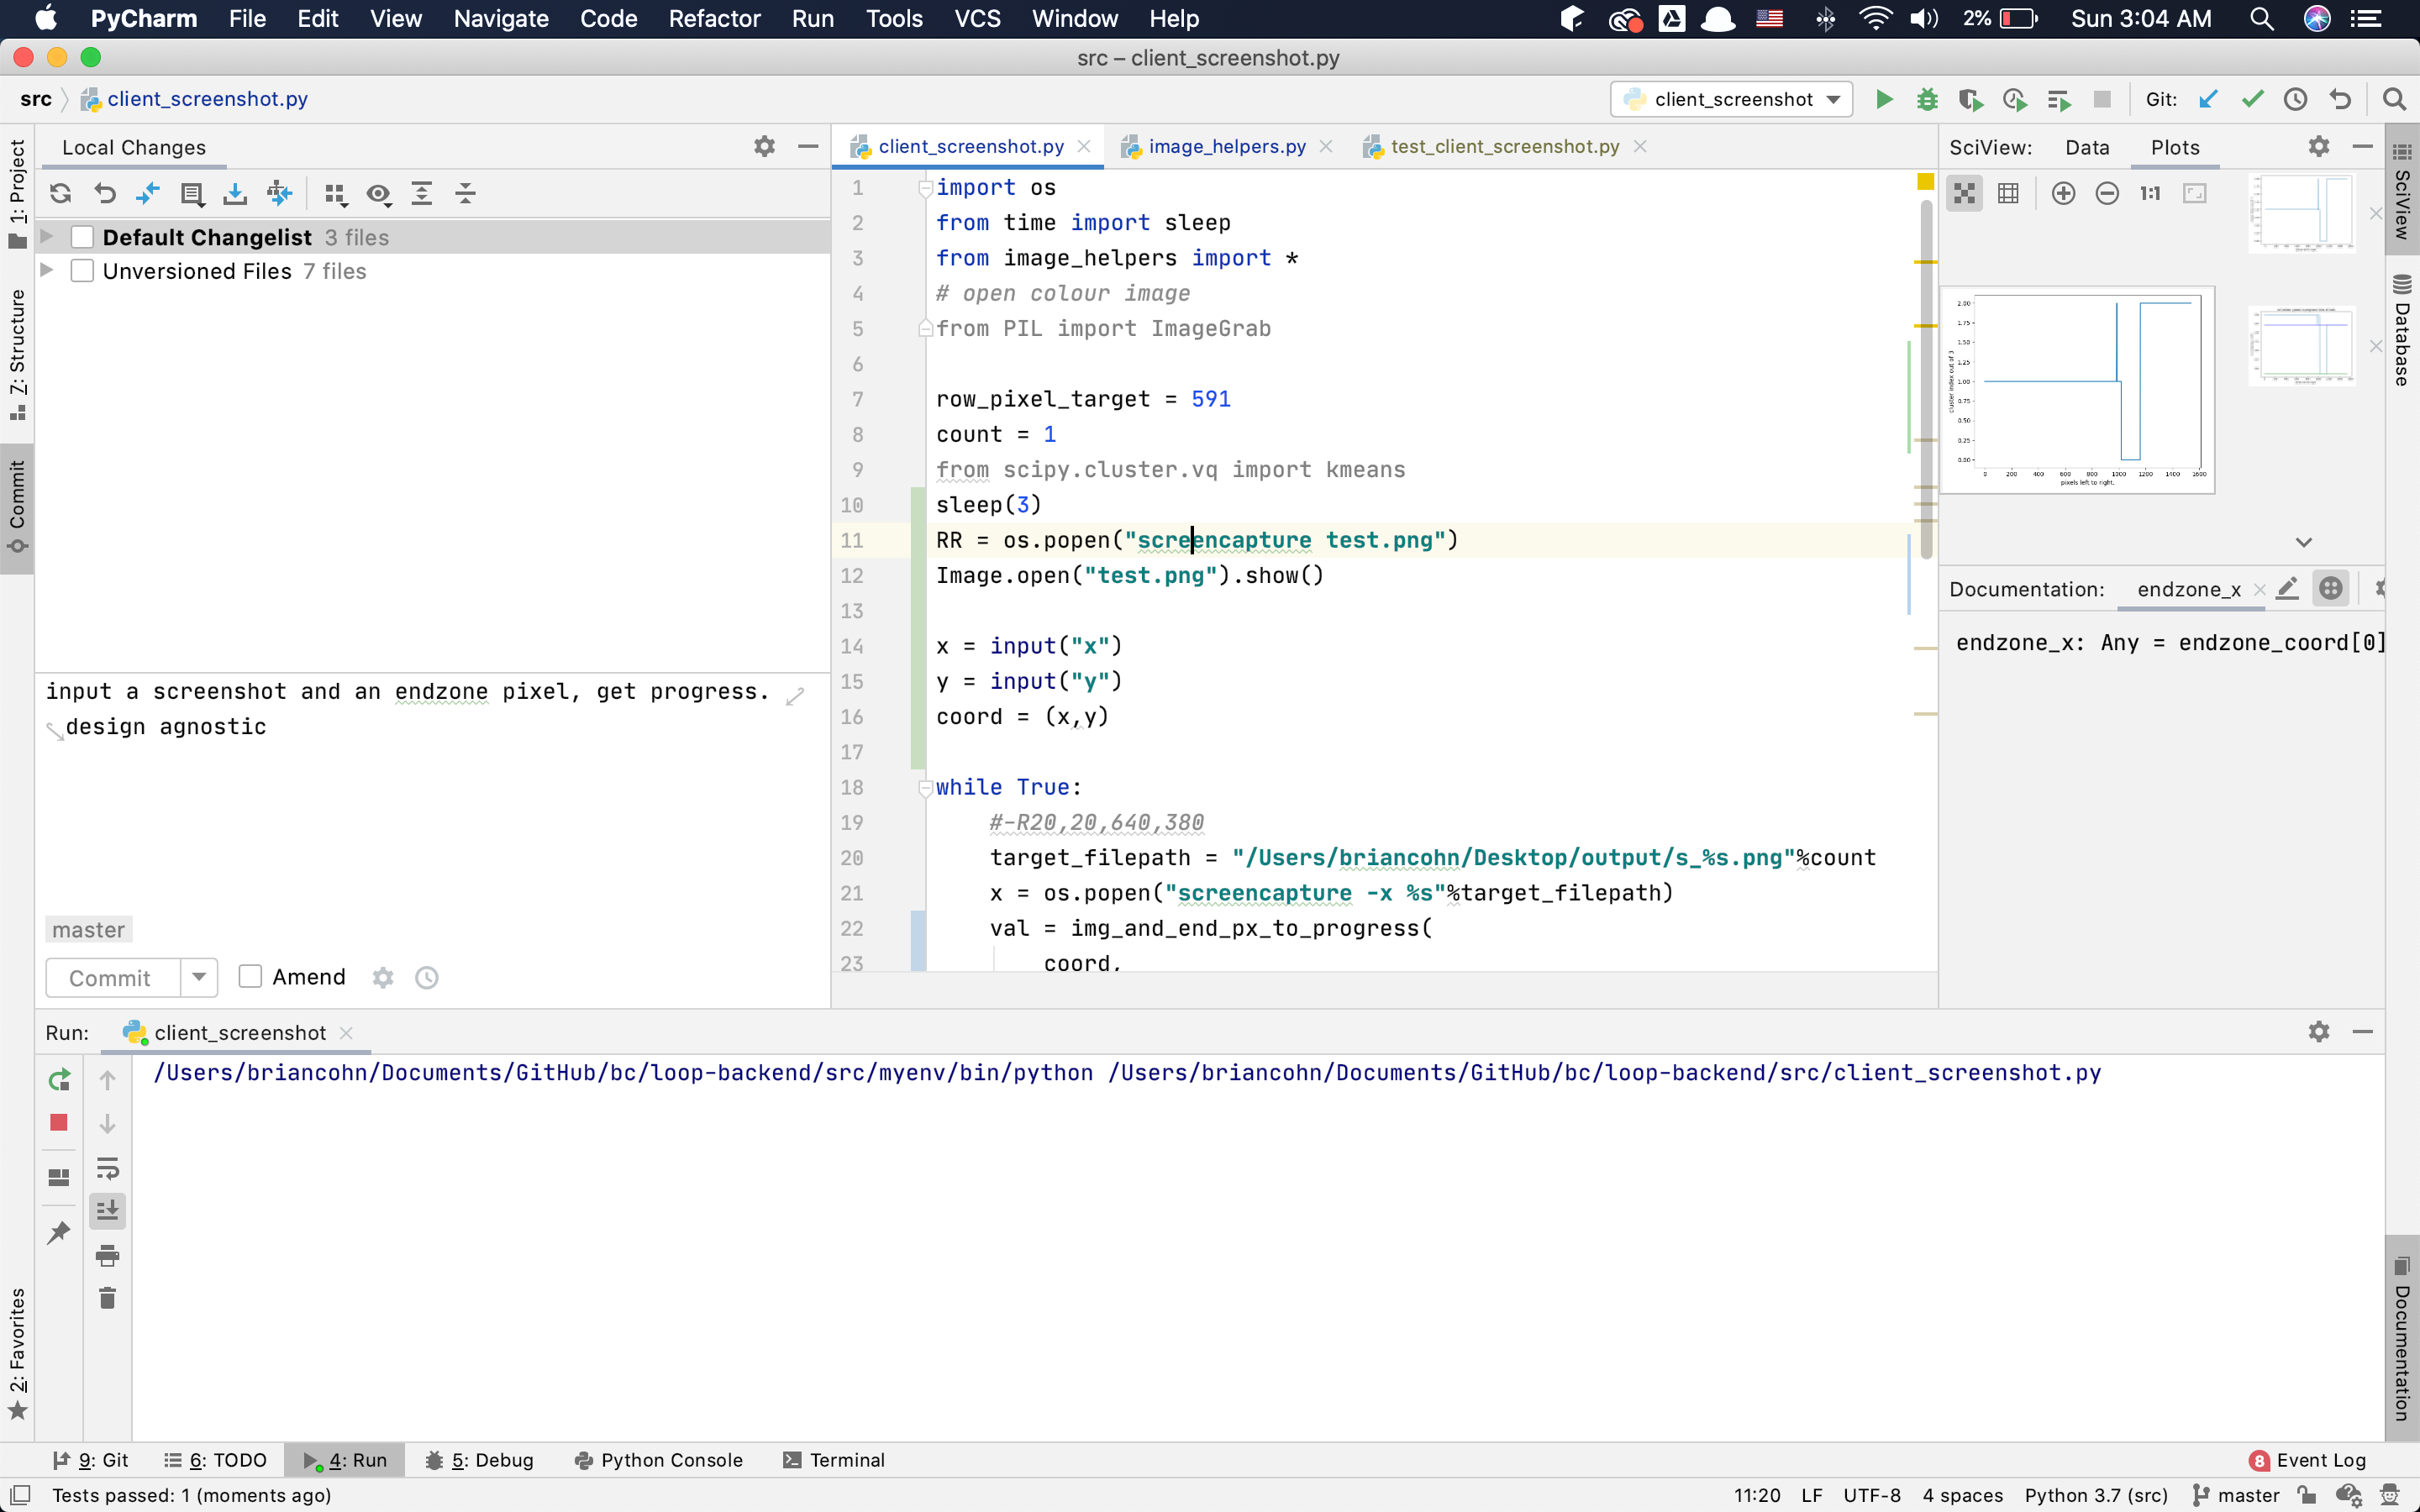 PyCharm File Edit View Navigate Code Refactor Run Tools VCS Window Help 2% Sun 3:04 AM
src – client_screenshot.py
src client_screenshot.py client_screenshot Git:
1: Project
Z: Structure
Commit
2: Favorites
Local Changes
Default Changelist 3 files
Unversioned Files 7 files
input a screenshot and an endzone pixel, get progress.
design agnostic
master
Commit Amend
client_screenshot.py image_helpers.py test_client_screenshot.py
1 import os
2 from time import sleep
3 from image_helpers import *
4 # open colour image
5 from PIL import ImageGrab
6
7 row_pixel_target = 591
8 count = 1
9 from scipy.cluster.vq import kmeans
10 sleep(3)
11 RR = os.popen("screencapture test.png")
12 Image.open("test.png").show()
13
14 x = input("x")
15 y = input("y")
16 coord = (x,y)
17
18 while True:
19 #-R20,20,640,380
20 target_filepath = "/Users/briancohn/Desktop/output/s_%s.png"%count
21 x = os.popen("screencapture -x %s"%target_filepath)
22 val = img_and_end_px_to_progress(
23 coord,
SciView: Data Plots
1:1
2.00
1.75
1.50
1.25
1.00
0.75
0.50
0.25
0.00
cluster index out of 3
0 200 400 600 800 1000 1200 1400 1600
pixels left to right.
Documentation: endzone_x
endzone_x: Any = endzone_coord[0]
SciView
Database
Documentation
Run: client_screenshot
/Users/briancohn/Documents/GitHub/bc/loop-backend/src/myenv/bin/python /Users/briancohn/Documents/GitHub/bc/loop-backend/src/client_screenshot.py
9: Git 6: TODO 4: Run 5: Debug Python Console Terminal 8 Event Log
Tests passed: 1 (moments ago) 11:20 LF UTF-8 4 spaces Python 3.7 (src) master